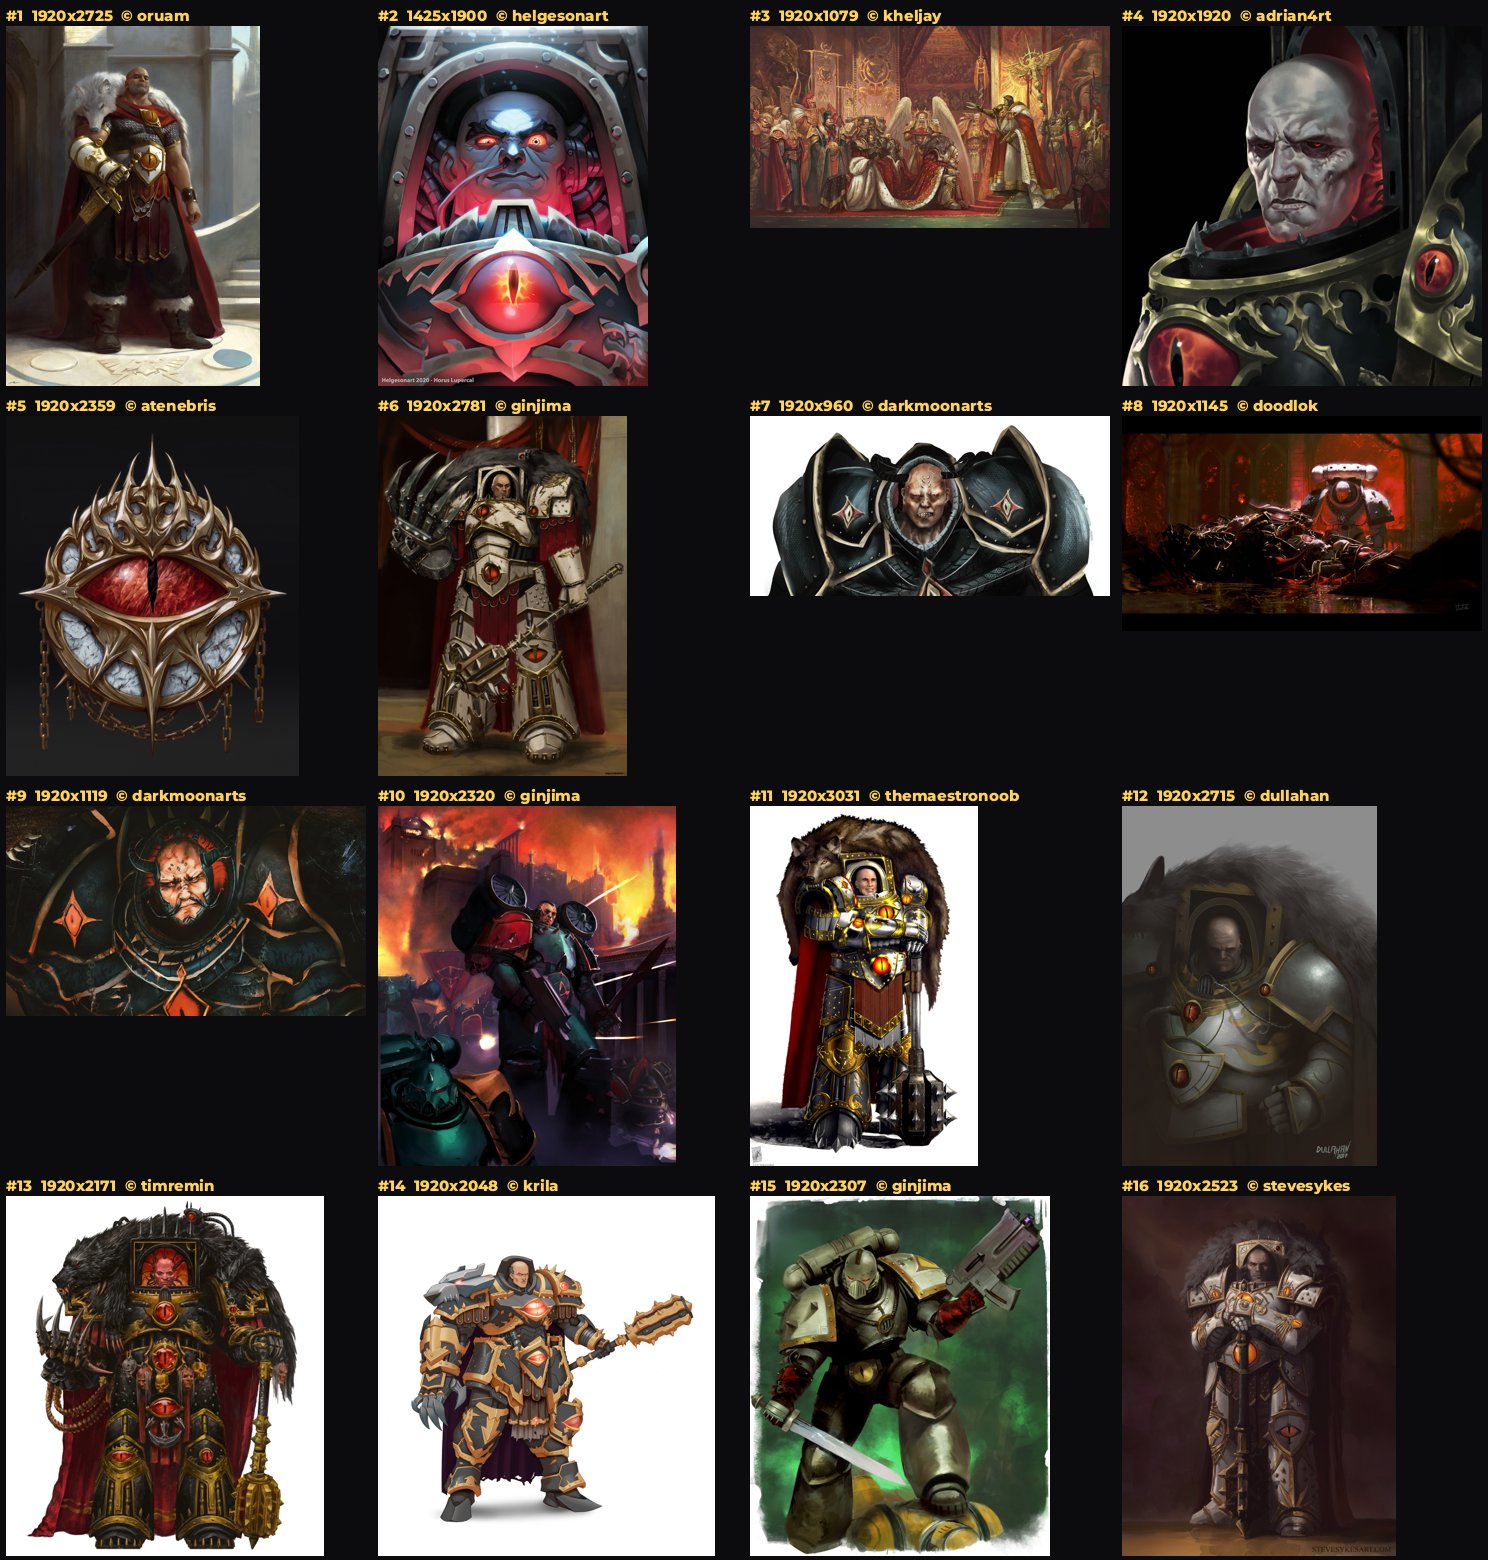 #1 1920x2725 © oruam
#2 1425x1900 © helgesonart
#3 1920x1079 © kheljay
#4 1920x1920 © adrian4rt
Helgesonart 2020 - Horus Lupercal
#5 1920x2359 © atenebris
#6 1920x2781 © ginjima
#7 1920x960 © darkmoonarts
#8 1920x1145 © doodlok
#9 1920x1119 © darkmoonarts
#10 1920x2320 © ginjima
#11 1920x3031 © themaestronoob
#12 1920x2715 © dullahan
DULLAHAN
#13 1920x2171 © timremin
#14 1920x2048 © krila
#15 1920x2307 © ginjima
#16 1920x2523 © stevesykes
STEVESYKESART.COM